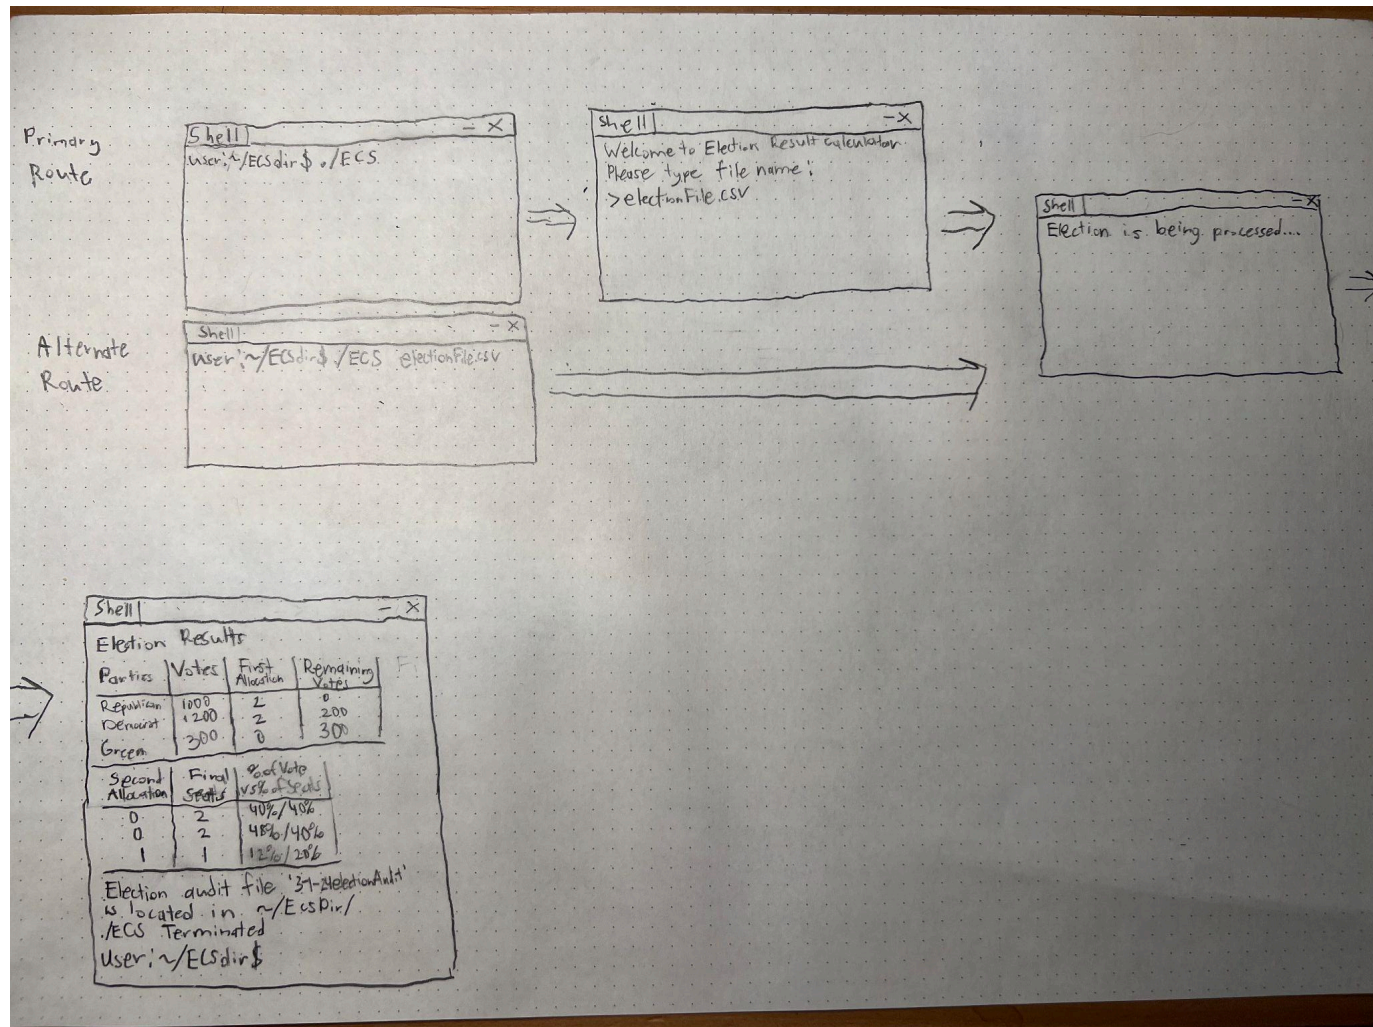 Primary
Route
Shell - X
user:~/ECSdir$ ./ECS
Shell - X
Welcome to Election Result calculator
Please type file name:
>electionFile.csv
Shell - X
Election is being processed...
Alternate
Route
Shell - X
user:~/ECSdir$ ./ECS electionFile.csv
Shell - X
Election Results
Parties Votes First Allocation Remaining Votes
Republican 1000 2 0
Democrat 1200 2 200
Green 300 0 300
Second Allocation Final Seats % of Vote vs % of Seats
0 2 40%/40%
0 2 48%/40%
1 1 12%/20%
Election audit file '3-1-24electionAudit'
is located in ~/EcsDir/
./ECS Terminated
User:~/ECSdir$